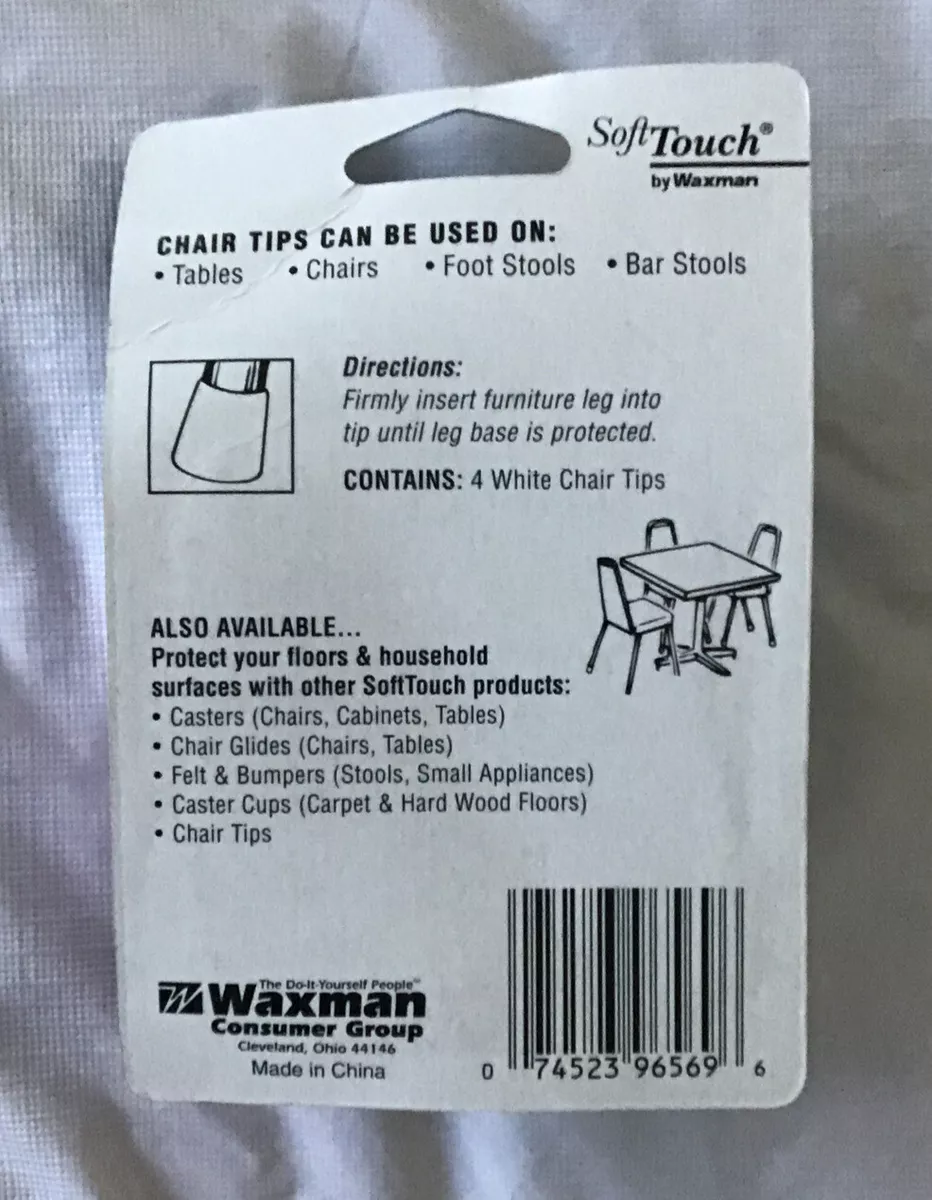 SoftTouch®
by Waxman
CHAIR TIPS CAN BE USED ON:
• Tables • Chairs • Foot Stools • Bar Stools
Directions:
Firmly insert furniture leg into
tip until leg base is protected.
CONTAINS: 4 White Chair Tips
ALSO AVAILABLE...
Protect your floors & household
surfaces with other SoftTouch products:
• Casters (Chairs, Cabinets, Tables)
• Chair Glides (Chairs, Tables)
• Felt & Bumpers (Stools, Small Appliances)
• Caster Cups (Carpet & Hard Wood Floors)
• Chair Tips
The Do-It-Yourself People™
Waxman
Consumer Group
Cleveland, Ohio 44146
Made in China
0 74523 96569 6